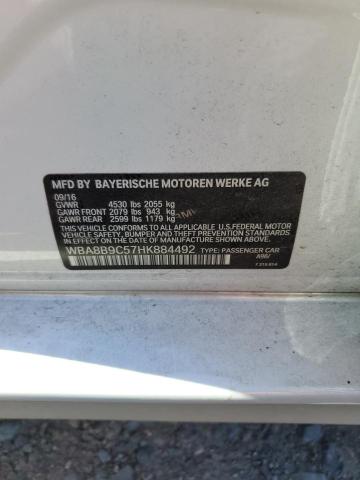 MFD BY BAYERISCHE MOTOREN WERKE AG
09/16
GVWR 4530 lbs 2055 kg
GAWR FRONT 2079 lbs 943 kg
GAWR REAR 2599 lbs 1179 kg
THIS VEHICLE CONFORMS TO ALL APPLICABLE U.S. FEDERAL MOTOR
VEHICLE SAFETY, BUMPER, AND THEFT PREVENTION STANDARDS IN
EFFECT ON THE DATE OF MANUFACTURE SHOWN ABOVE.
WBA8B9C57HK884492 TYPE: PASSENGER CAR
A96/